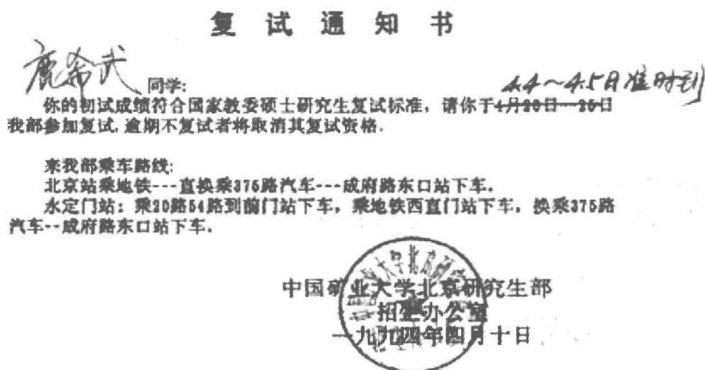 复试通知书
鹿希武 同学:
4.4~4.5日准时到
你的初试成绩符合国家教委硕士研究生复试标准，请你于4月20日--25日
我部参加复试,逾期不复试者将取消其复试资格.
来我部乘车路线:
北京站乘地铁---直换乘375路汽车---成府路东口站下车.
永定门站: 乘20路54路到前门站下车, 乘地铁西直门站下车, 换乘375路
汽车--成府路东口站下车.
中国矿业大学北京研究生部
招生办公室
一九九四年四月十日